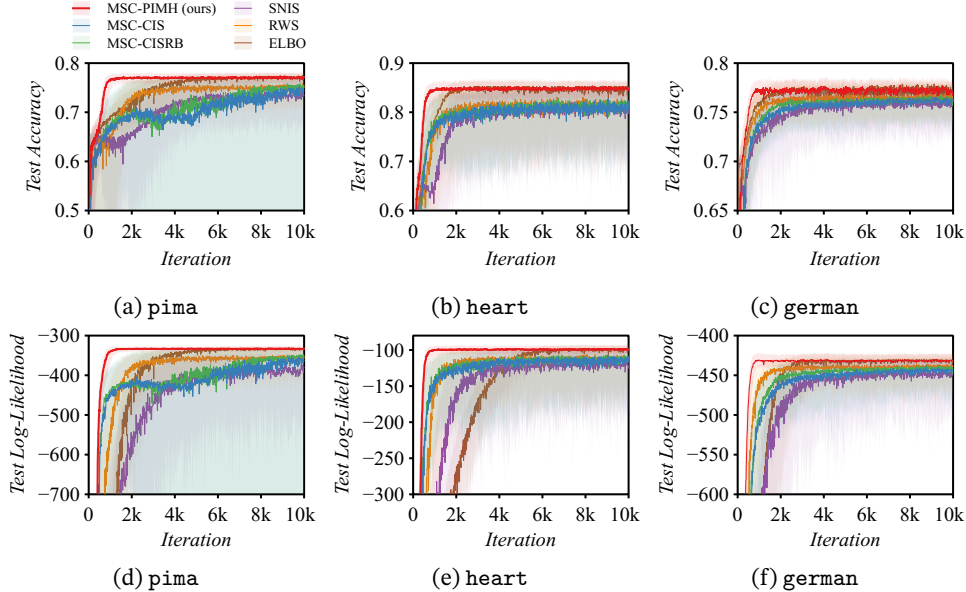 MSC-PIMH (ours) SNIS
MSC-CIS RWS
MSC-CISRB ELBO
Test Accuracy
0.8
0.7
0.6
0.5
0 2k 4k 6k 8k 10k
Iteration
(a) pima
Test Accuracy
0.9
0.8
0.7
0.6
0 2k 4k 6k 8k 10k
Iteration
(b) heart
Test Accuracy
0.8
0.75
0.7
0.65
0 2k 4k 6k 8k 10k
Iteration
(c) german
Test Log-Likelihood
−300
−400
−500
−600
−700
0 2k 4k 6k 8k 10k
Iteration
(d) pima
Test Log-Likelihood
−100
−150
−200
−250
−300
0 2k 4k 6k 8k 10k
Iteration
(e) heart
Test Log-Likelihood
−400
−450
−500
−550
−600
0 2k 4k 6k 8k 10k
Iteration
(f) german